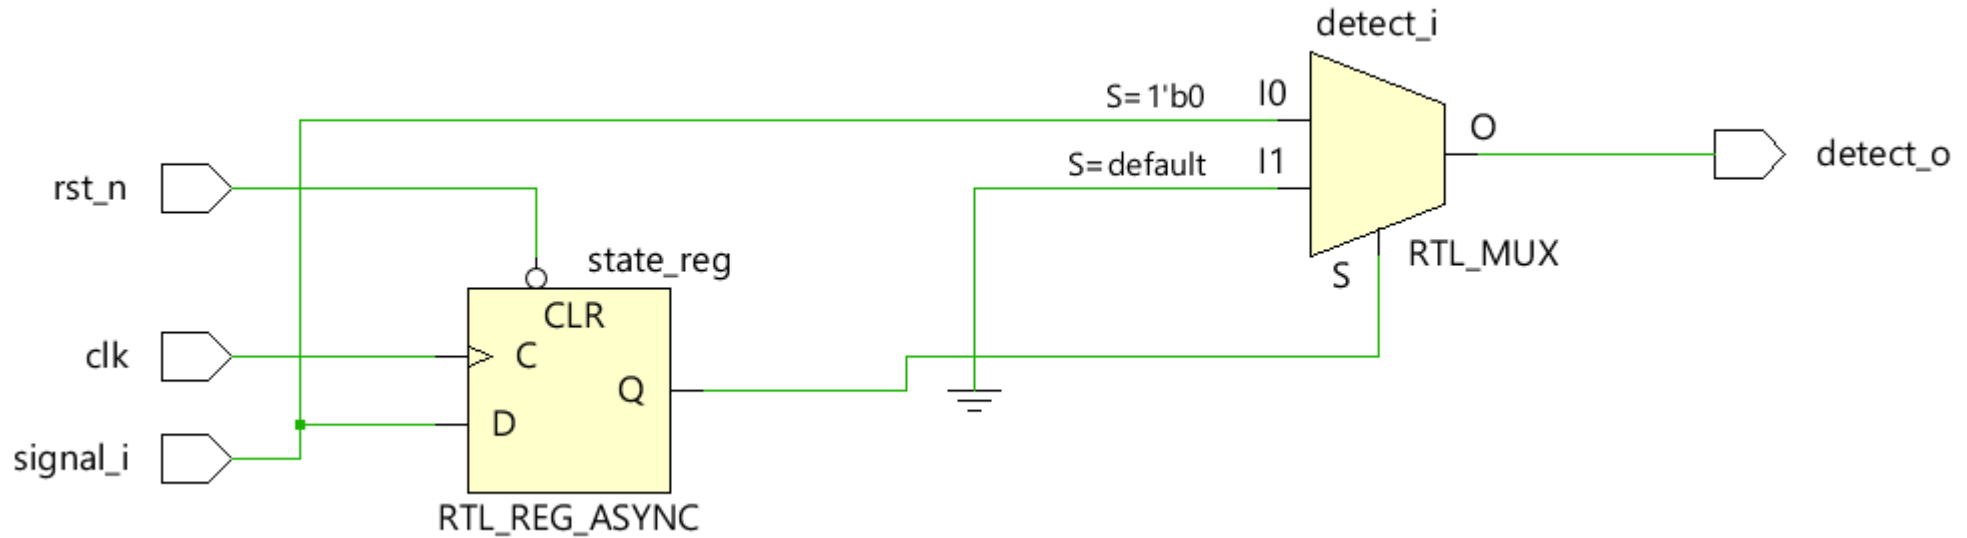 detect_i
S=1'b0
I0
O
S=default
I1
detect_o
rst_n
RTL_MUX
S
state_reg
CLR
clk
C
Q
D
signal_i
RTL_REG_ASYNC